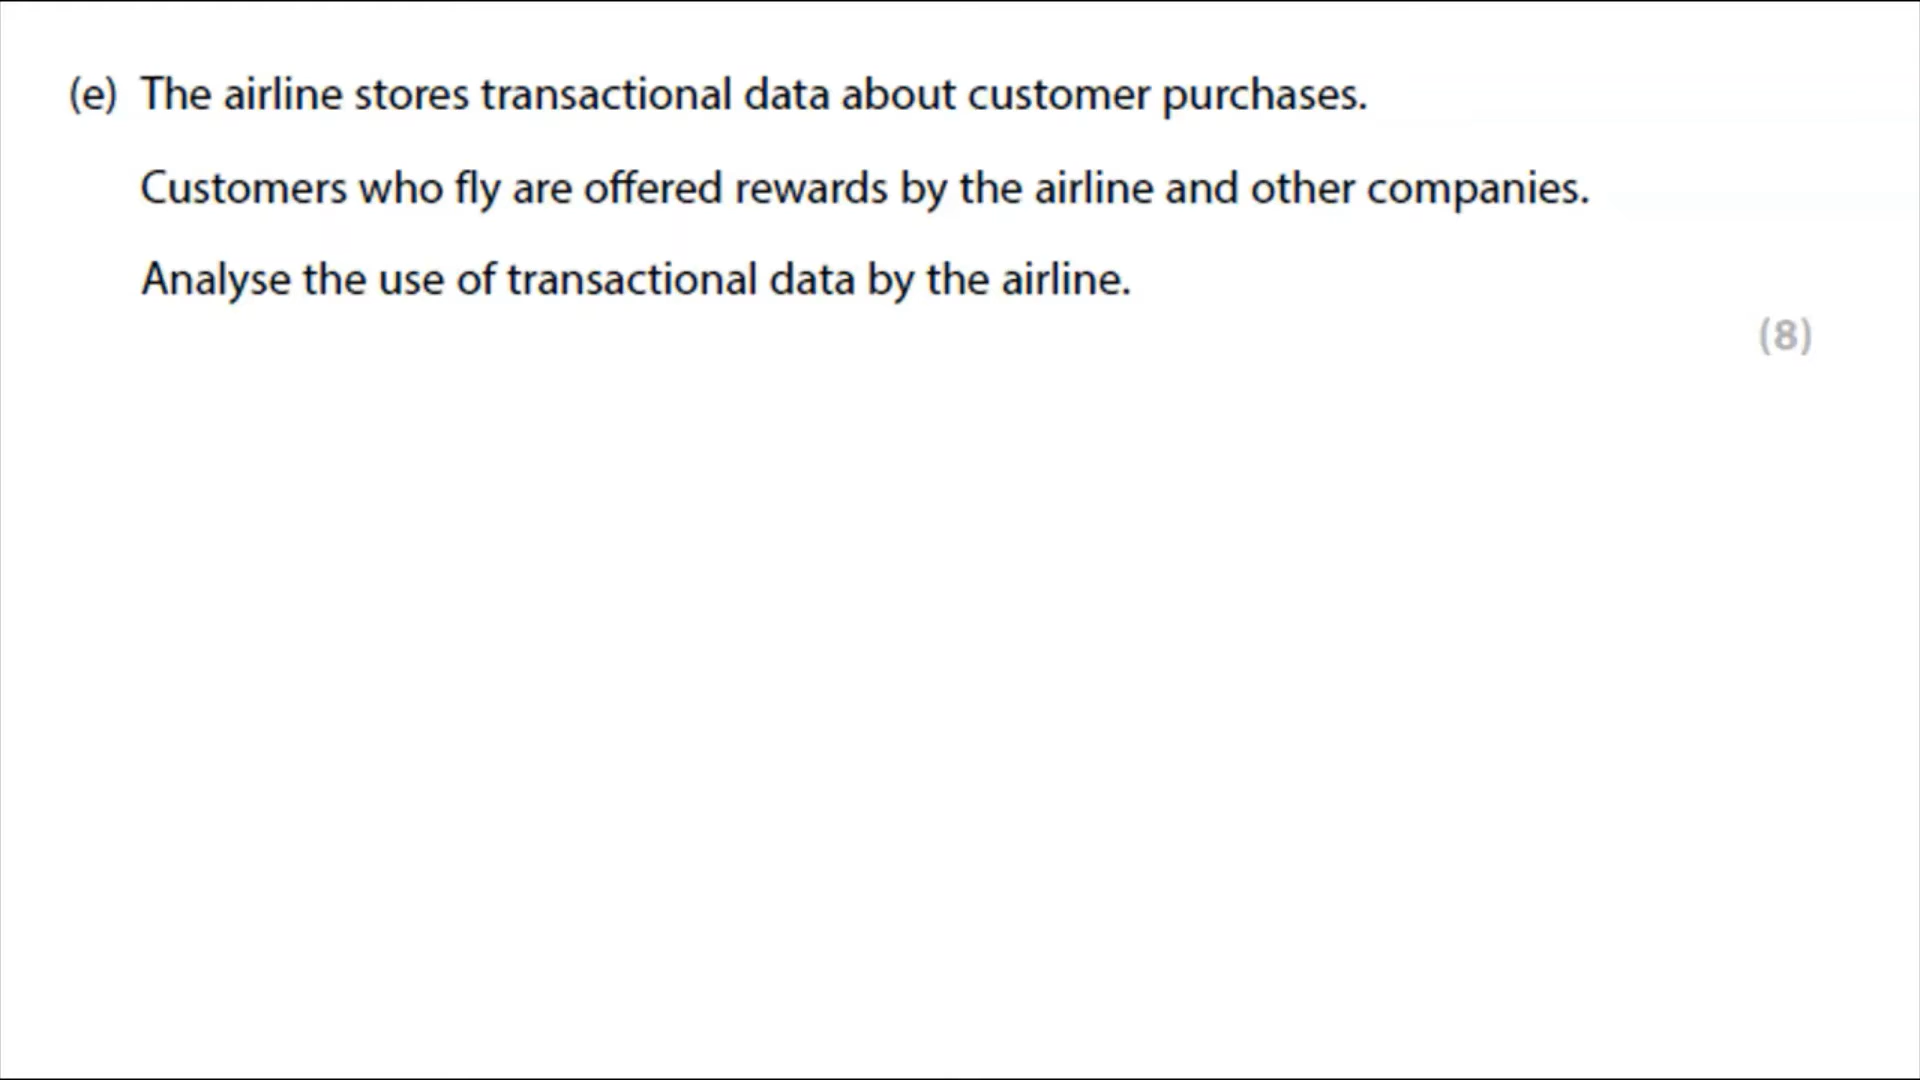 (e) The airline stores transactional data about customer purchases.
Customers who fly are offered rewards by the airline and other companies.
Analyse the use of transactional data by the airline.
(8)